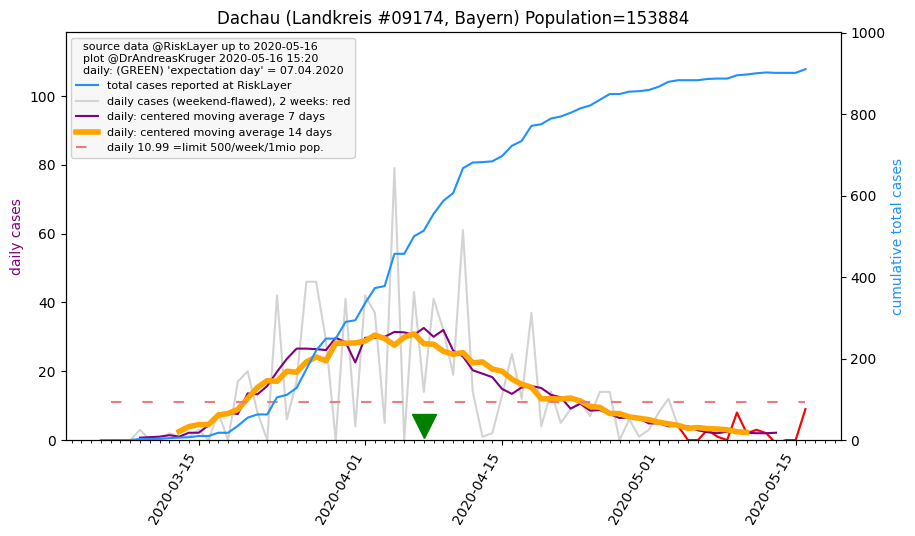 Dachau (Landkreis #09174, Bayern) Population=153884
source data @RiskLayer up to 2020-05-16
plot @DrAndreasKruger 2020-05-16 15:20
daily: (GREEN) 'expectation day' = 07.04.2020
total cases reported at RiskLayer
daily cases (weekend-flawed), 2 weeks: red
daily: centered moving average 7 days
daily: centered moving average 14 days
daily 10.99 =limit 500/week/1mio pop.
daily cases
100
80
60
40
20
0
1000
800
600
400
200
0
cumulative total cases
2020-03-15
2020-04-01
2020-04-15
2020-05-01
2020-05-15